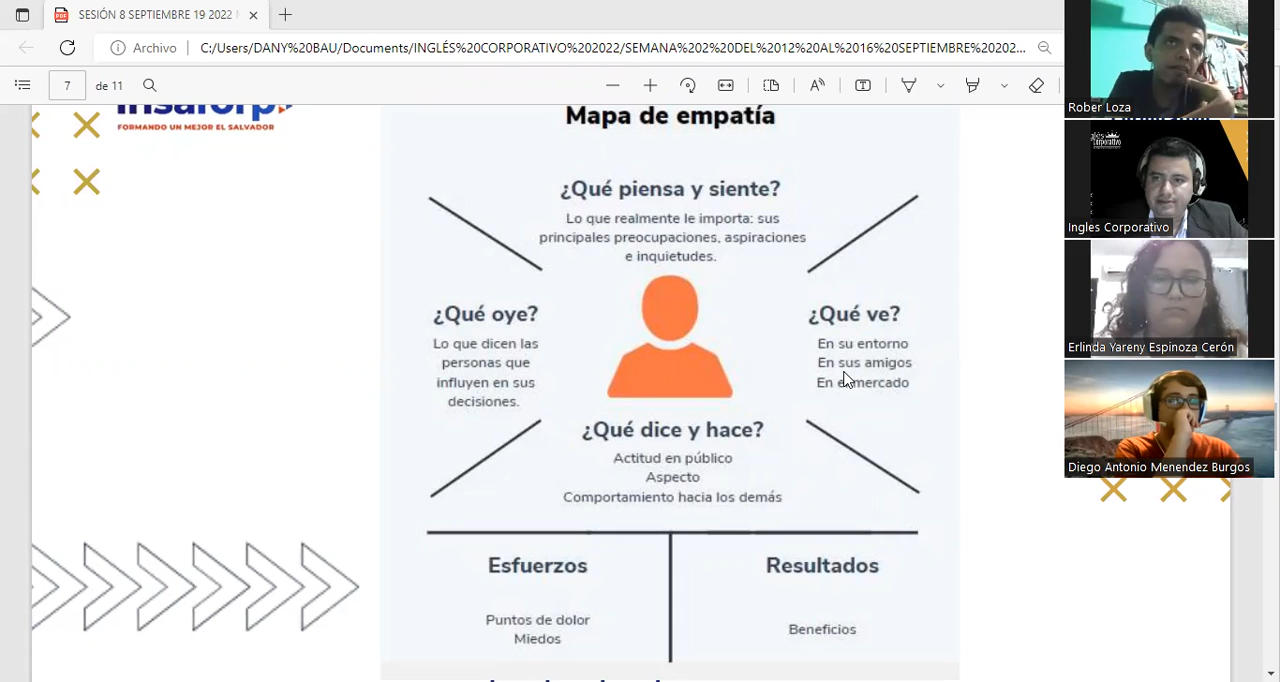 SESIÓN 8 SEPTIEMBRE 19 2022
Archivo
C:/Users/DANY%20BAU/Documents/INGLÉS%20CORPORATIVO%202022/SEMANA%202%20DEL%2012%20AL%2016%20SEPTIEMBRE%20202...
7 de 11
insaforp
FORMANDO UN MEJOR EL SALVADOR
Mapa de empatía
¿Qué piensa y siente?
Lo que realmente le importa: sus
principales preocupaciones, aspiraciones
e inquietudes.
¿Qué oye?
Lo que dicen las
personas que
influyen en sus
decisiones.
¿Qué ve?
En su entorno
En sus amigos
En el mercado
¿Qué dice y hace?
Actitud en público
Aspecto
Comportamiento hacia los demás
Esfuerzos
Puntos de dolor
Miedos
Resultados
Beneficios
Rober Loza
Ingles Corporativo
Erlinda Yareny Espinoza Cerón
Diego Antonio Menendez Burgos